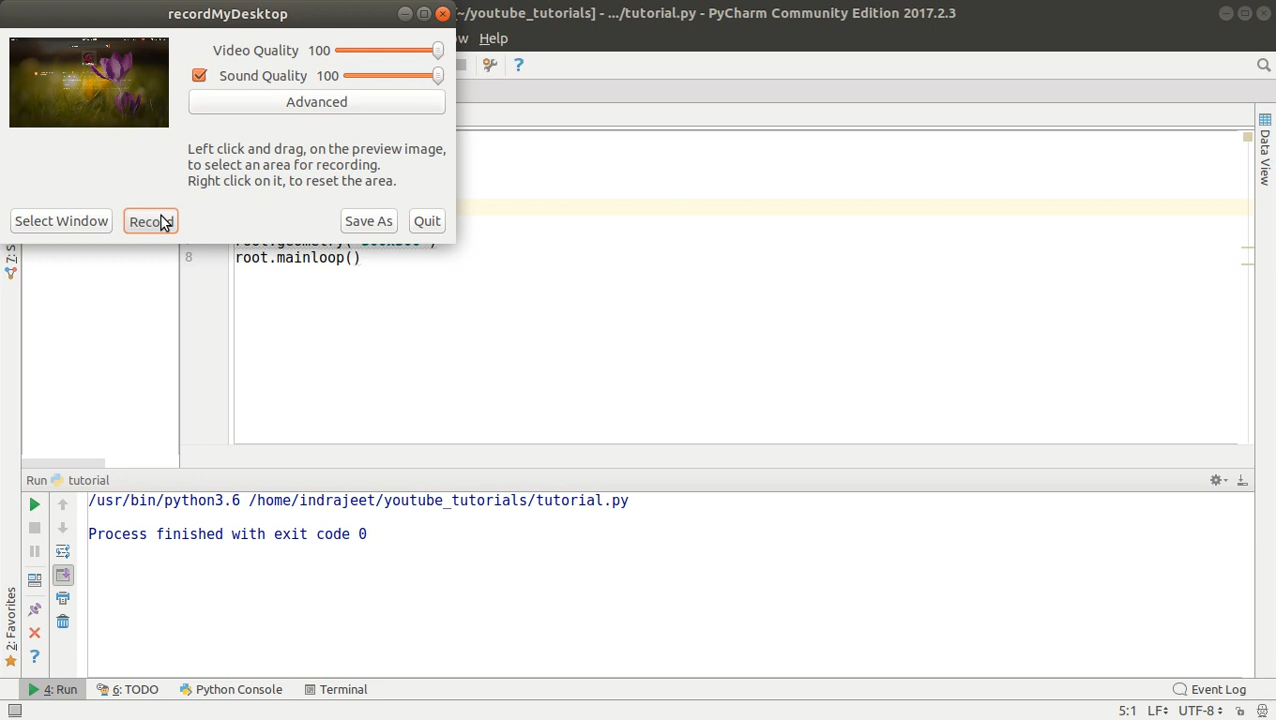 recordMyDesktop
[~/youtube_tutorials] - .../tutorial.py - PyCharm Community Edition 2017.2.3
Help
Video Quality 100
Sound Quality 100
Advanced
Left click and drag, on the preview image,
to select an area for recording.
Right click on it, to reset the area.
Select Window
Record
Save As
Quit
Data View
8 root.mainloop()
Run tutorial
/usr/bin/python3.6 /home/indrajeet/youtube_tutorials/tutorial.py
Process finished with exit code 0
2: Favorites
4: Run
6: TODO
Python Console
Terminal
Event Log
5:1
LF
UTF-8